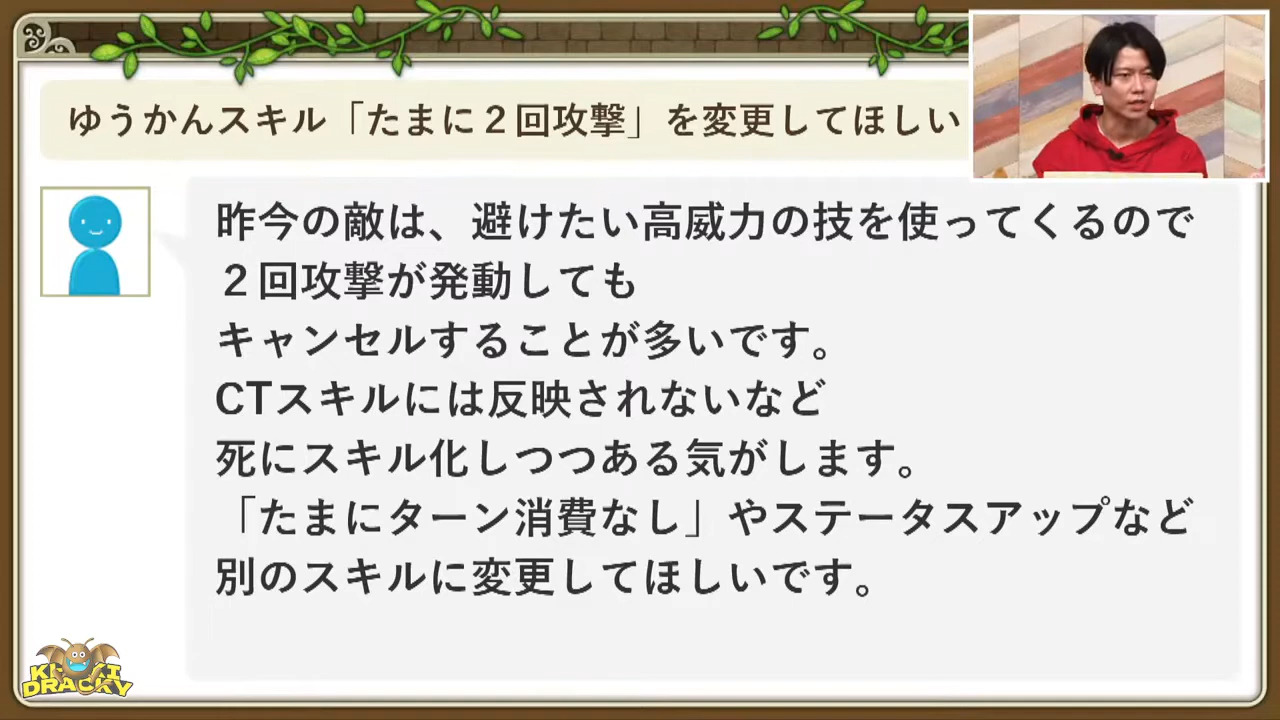 ゆうかんスキル「たまに２回攻撃」を変更してほしい
昨今の敵は、避けたい高威力の技を使ってくるので
２回攻撃が発動しても
キャンセルすることが多いです。
CTスキルには反映されないなど
死にスキル化しつつある気がします。
「たまにターン消費なし」やステータスアップなど
別のスキルに変更してほしいです。
DRACKY